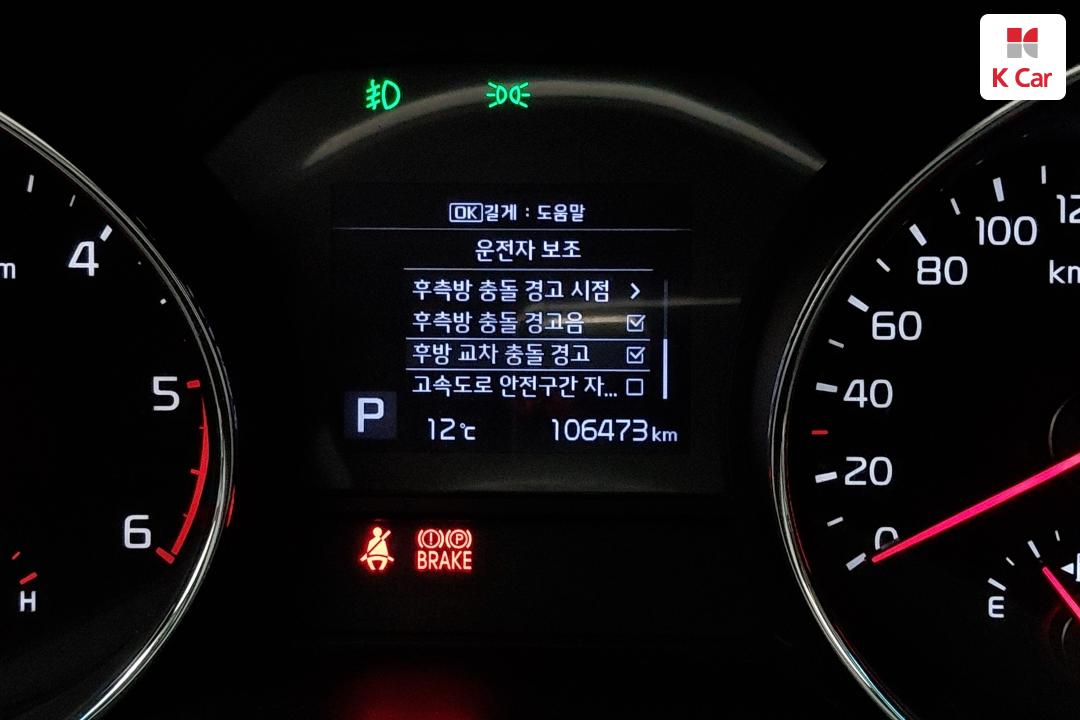 K Car
OK길게 : 도움말
운전자 보조
후측방 충돌 경고 시점
후측방 충돌 경고음
후방 교차 충돌 경고
고속도로 안전구간 자...
P
12℃
106473km
BRAKE
4
5
6
H
100
80
60
40
20
0
E